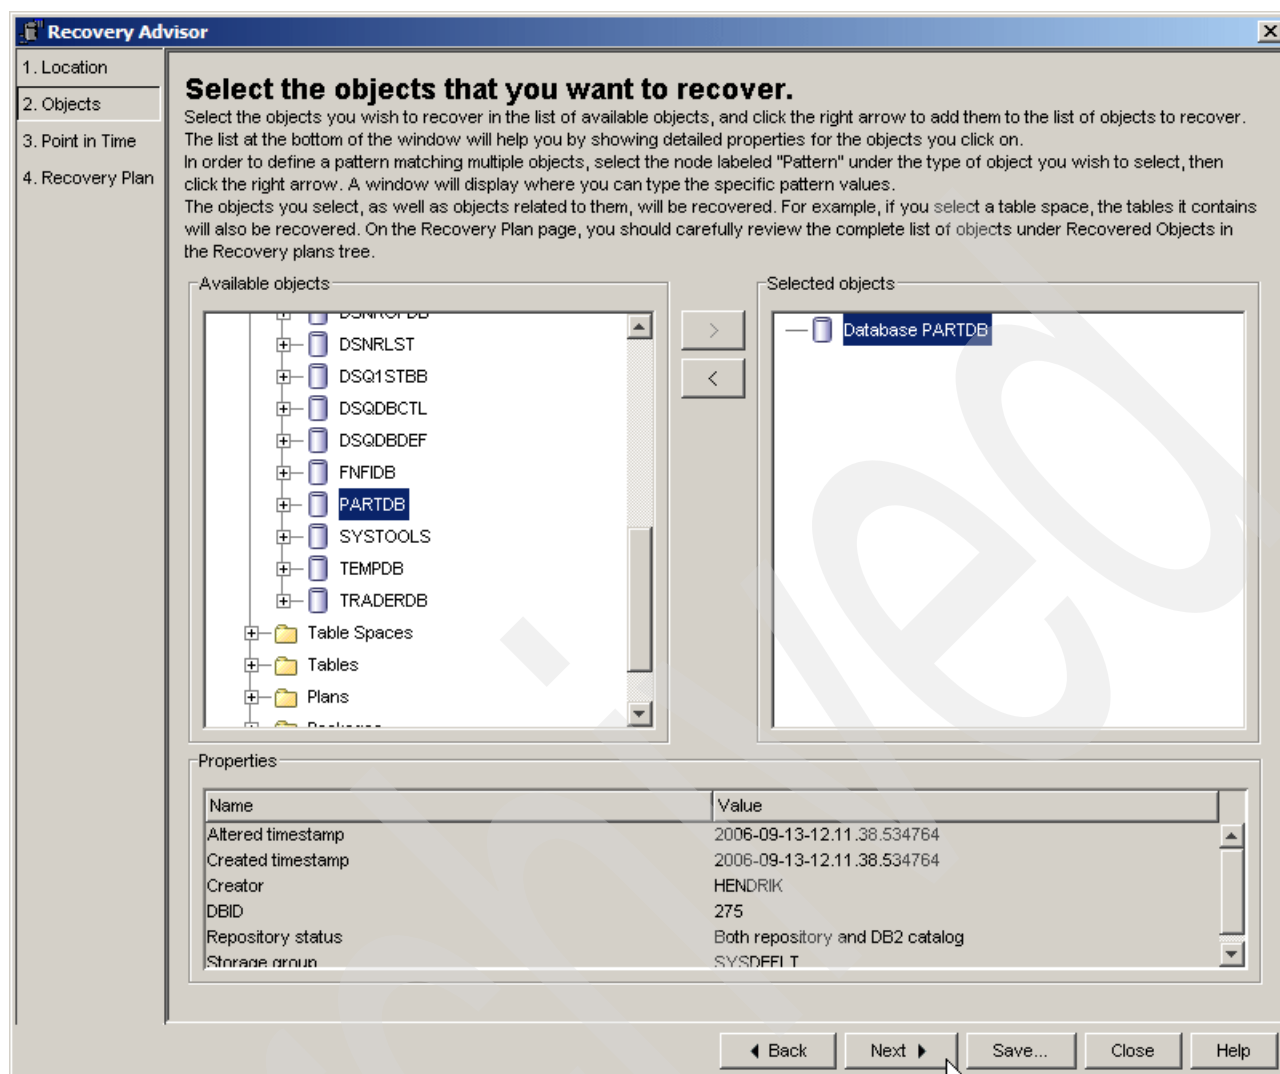 Recovery Advisor
1. Location
2. Objects
3. Point in Time
4. Recovery Plan
Select the objects that you want to recover.
Select the objects you wish to recover in the list of available objects, and click the right arrow to add them to the list of objects to recover.
The list at the bottom of the window will help you by showing detailed properties for the objects you click on.
In order to define a pattern matching multiple objects, select the node labeled "Pattern" under the type of object you wish to select, then
click the right arrow. A window will display where you can type the specific pattern values.
The objects you select, as well as objects related to them, will be recovered. For example, if you select a table space, the tables it contains
will also be recovered. On the Recovery Plan page, you should carefully review the complete list of objects under Recovered Objects in
the Recovery plans tree.
Available objects
DSNRLST
DSQ1STBB
DSQDBCTL
DSQDBDEF
FNFIDB
PARTDB
SYSTOOLS
TEMPDB
TRADERDB
Table Spaces
Tables
Plans
Packages
>
<
Selected objects
Database PARTDB
Properties
Name Value
Altered timestamp 2006-09-13-12.11.38.534764
Created timestamp 2006-09-13-12.11.38.534764
Creator HENDRIK
DBID 275
Repository status Both repository and DB2 catalog
Storage group SYSDEFLT
Back Next Save... Close Help